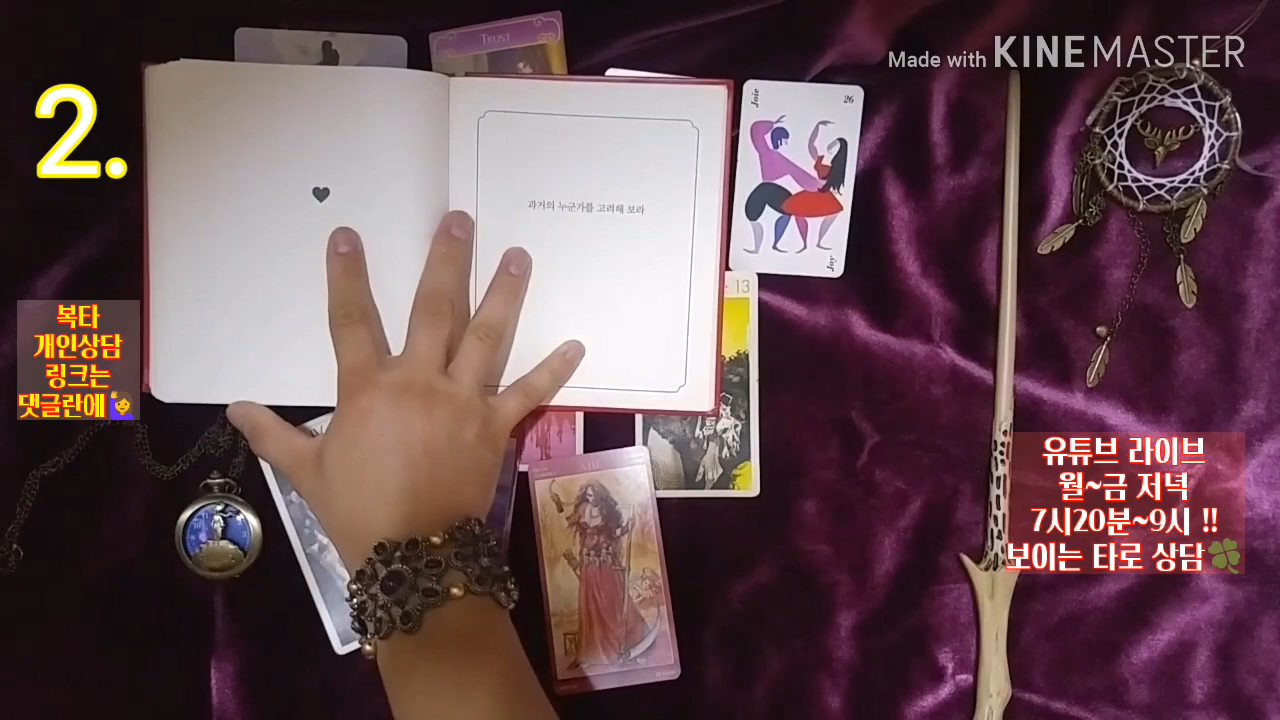 Made with KINEMASTER
2.
TRUST
Joie
26
Joy
과거의 누군가를 고려해 보라
13
복타
개인상담
링크는
댓글란에🙋‍♀️
XIII
유튜브 라이브
월~금 저녁
7시20분~9시 !!
보이는 타로 상담🍀